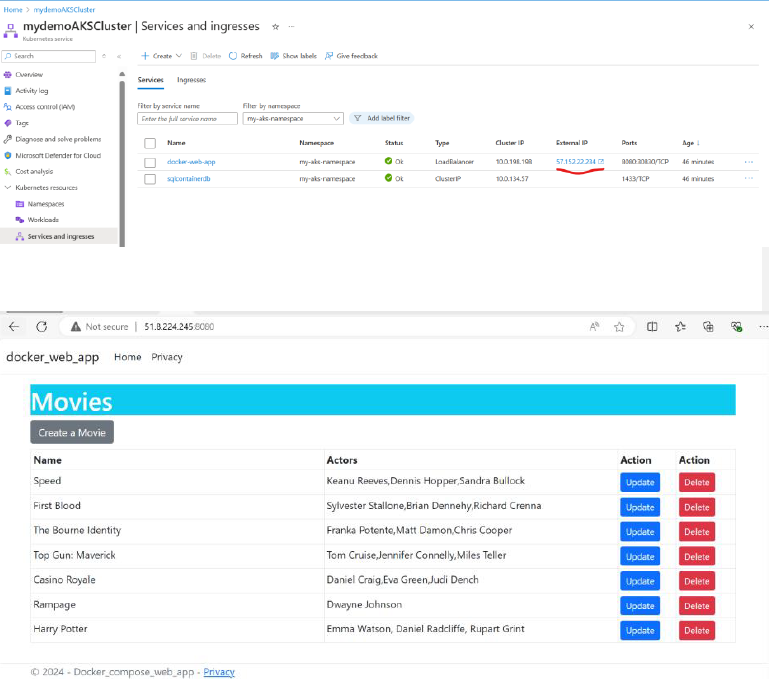 Home > mydemoAKSCluster
mydemoAKSCluster | Services and ingresses
Kubernetes service
Search
Create
Delete
Refresh
Show labels
Give feedback
Overview
Activity log
Access control (IAM)
Tags
Diagnose and solve problems
Microsoft Defender for Cloud
Cost analysis
Kubernetes resources
Namespaces
Workloads
Services and ingresses
Services Ingresses
Filter by service name Filter by namespace
Enter the full service name my-aks-namespace Add label filter
Name Namespace Status Type Cluster IP External IP Ports Age ↓
docker-web-app my-aks-namespace Ok LoadBalancer 10.0.198.198 57.152.22.234 8080:30830/TCP 46 minutes ...
sqlcontainerdb my-aks-namespace Ok ClusterIP 10.0.134.57 1433/TCP 46 minutes ...
Not secure | 51.8.224.245:8080
docker_web_app Home Privacy
Movies
Create a Movie
Name Actors Action Action
Speed Keanu Reeves,Dennis Hopper,Sandra Bullock Update Delete
First Blood Sylvester Stallone,Brian Dennehy,Richard Crenna Update Delete
The Bourne Identity Franka Potente,Matt Damon,Chris Cooper Update Delete
Top Gun: Maverick Tom Cruise,Jennifer Connelly,Miles Teller Update Delete
Casino Royale Daniel Craig,Eva Green,Judi Dench Update Delete
Rampage Dwayne Johnson Update Delete
Harry Potter Emma Watson, Daniel Radcliffe, Rupart Grint Update Delete
© 2024 - Docker_compose_web_app - Privacy